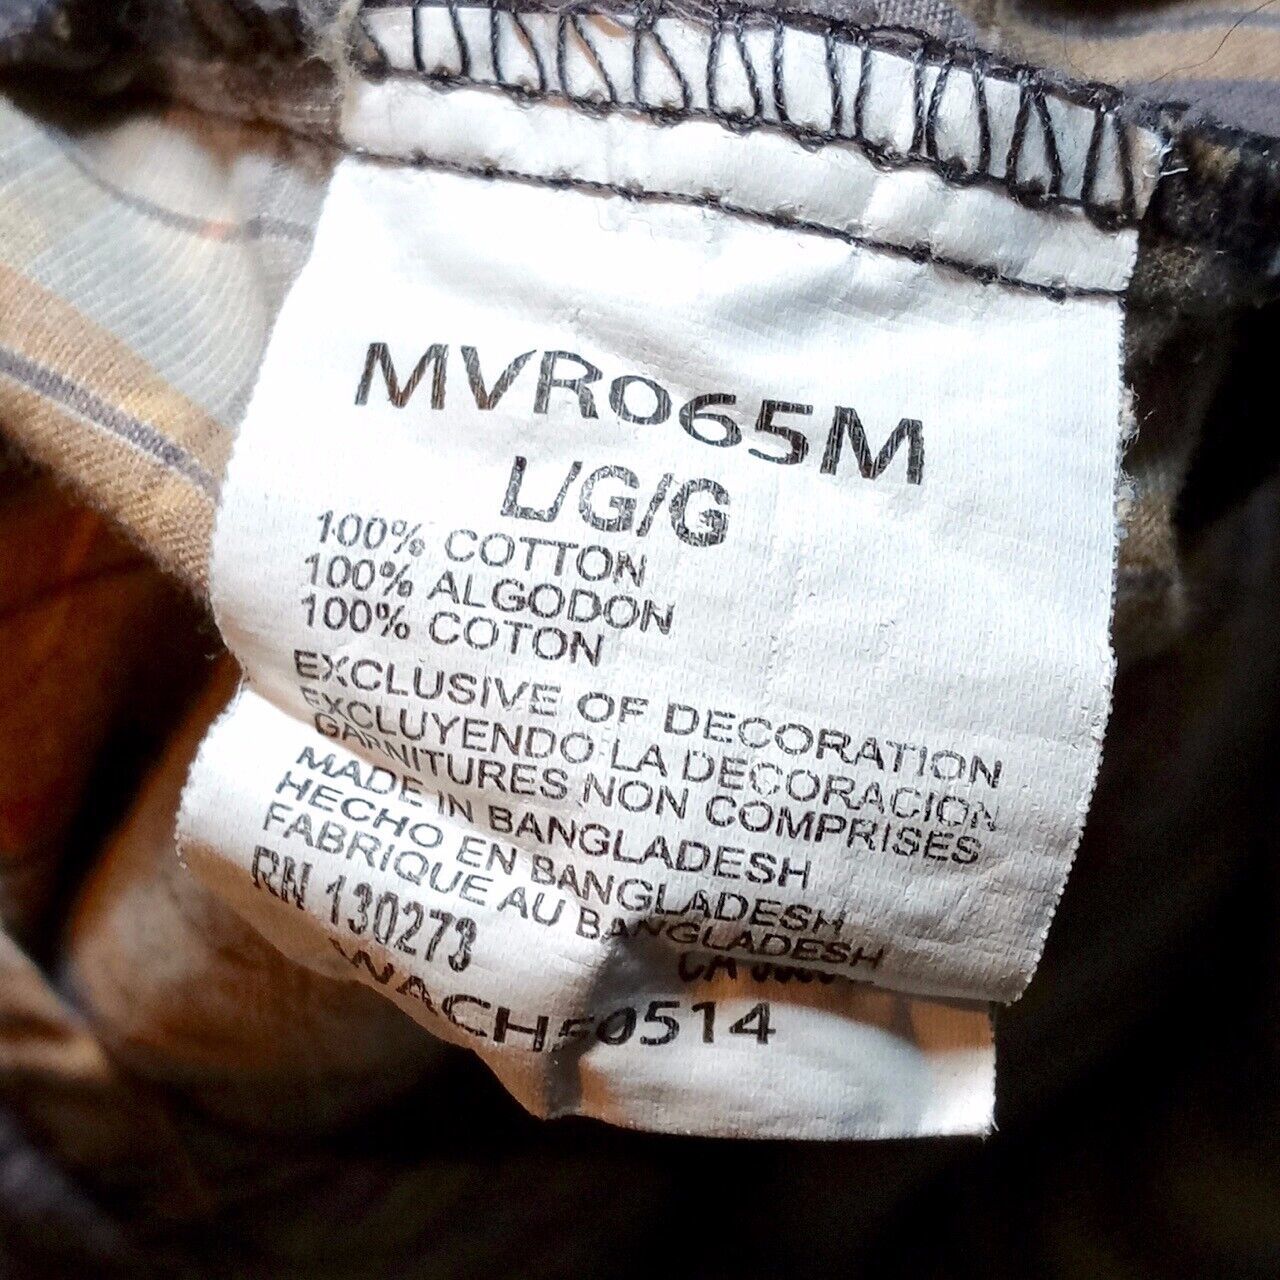 MVR065M
L/G/G
100% COTTON
100% ALGODON
100% COTON
EXCLUSIVE OF DECORATION
EXCLUYENDO LA DECORACION
GARNITURES NON COMPRISES
MADE IN BANGLADESH
HECHO EN BANGLADESH
FABRIQUE AU BANGLADESH
RN 130273
CA